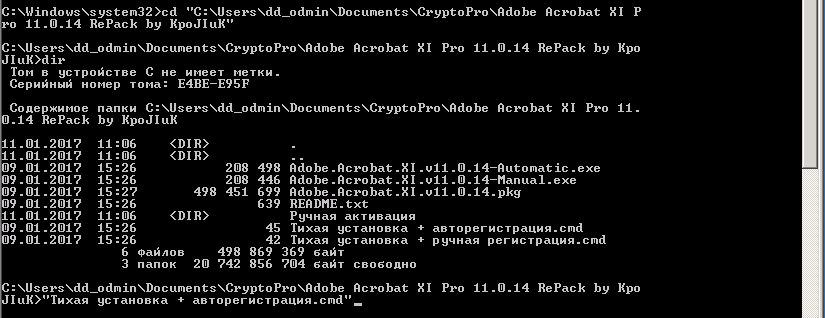 C:\Windows\system32>cd "C:\Users\dd_odmin\Documents\CryptoPro\Adobe Acrobat XI P
ro 11.0.14 RePack by KpoJIuK"
C:\Users\dd_odmin\Documents\CryptoPro\Adobe Acrobat XI Pro 11.0.14 RePack by Kpo
JIuK>dir
Том в устройстве C не имеет метки.
Серийный номер тома: E4BE-E95F
Содержимое папки C:\Users\dd_odmin\Documents\CryptoPro\Adobe Acrobat XI Pro 11.
0.14 RePack by KpoJIuK
11.01.2017  11:06    <DIR>          .
11.01.2017  11:06    <DIR>          ..
09.01.2017  15:26           208 498 Adobe.Acrobat.XI.v11.0.14-Automatic.exe
09.01.2017  15:26           208 446 Adobe.Acrobat.XI.v11.0.14-Manual.exe
09.01.2017  15:27       498 451 699 Adobe.Acrobat.XI.v11.0.14.pkg
09.01.2017  15:26               639 README.txt
11.01.2017  11:06    <DIR>          Ручная активация
09.01.2017  15:26                45 Тихая установка + авторегистрация.cmd
09.01.2017  15:26                42 Тихая установка + ручная регистрация.cmd
6 файлов    498 869 369 байт
3 папок  20 742 856 704 байт свободно
C:\Users\dd_odmin\Documents\CryptoPro\Adobe Acrobat XI Pro 11.0.14 RePack by Kpo
JIuK>"Тихая установка + авторегистрация.cmd"_